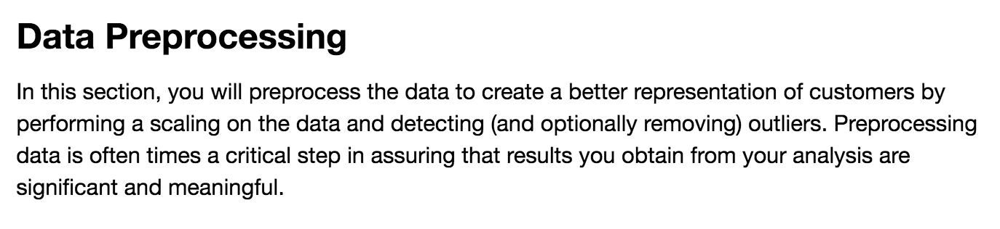 Data Preprocessing
In this section, you will preprocess the data to create a better representation of customers by
performing a scaling on the data and detecting (and optionally removing) outliers. Preprocessing
data is often times a critical step in assuring that results you obtain from your analysis are
significant and meaningful.